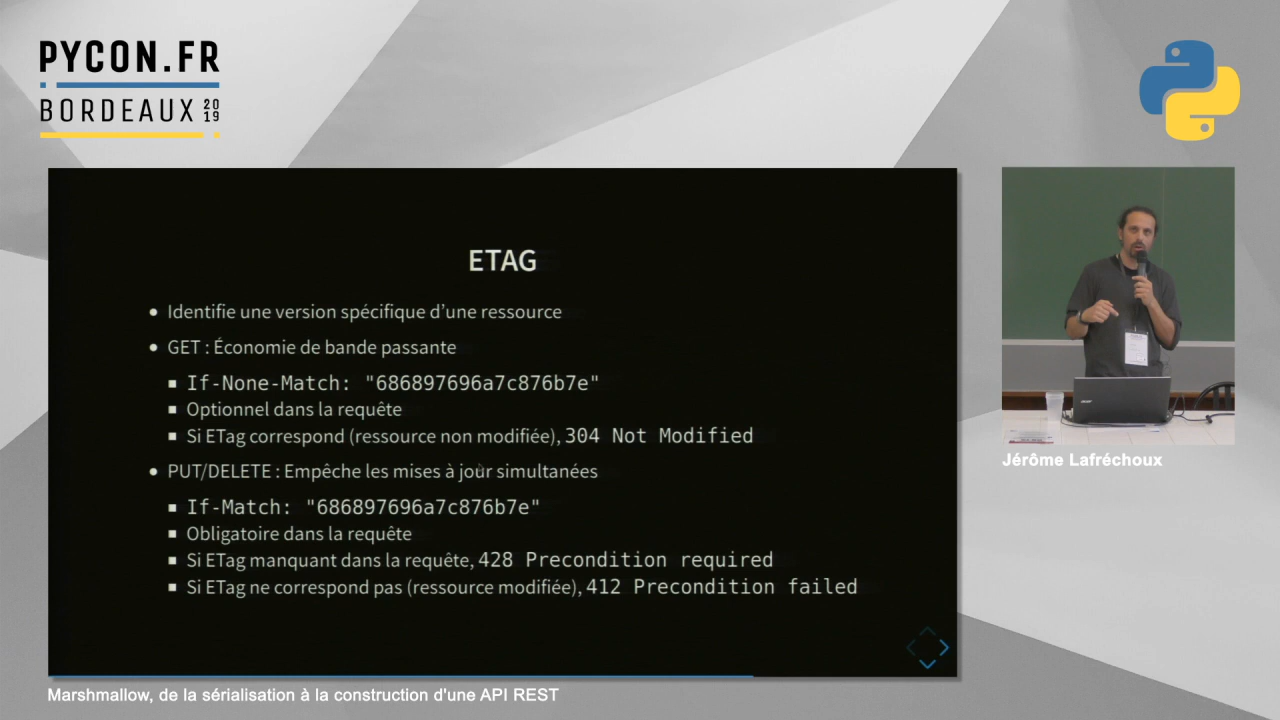 PYCON.FR
BORDEAUX 2019
ETAG
• Identifie une version spécifique d'une ressource
• GET : Économie de bande passante
▪ If-None-Match: "686897696a7c876b7e"
▪ Optionnel dans la requête
▪ Si ETag correspond (ressource non modifiée), 304 Not Modified
• PUT/DELETE : Empêche les mises à jour simultanées
▪ If-Match: "686897696a7c876b7e"
▪ Obligatoire dans la requête
▪ Si ETag manquant dans la requête, 428 Precondition required
▪ Si ETag ne correspond pas (ressource modifiée), 412 Precondition failed
Jérôme Lafréchoux
Marshmallow, de la sérialisation à la construction d'une API REST